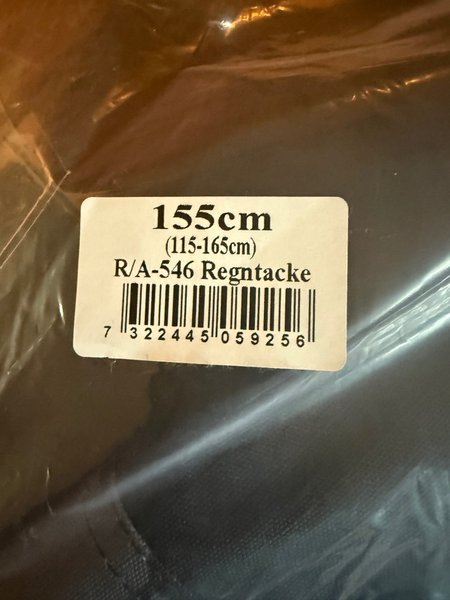 155cm
(115-165cm)
R/A-546 Regntacke
7 322445 059256